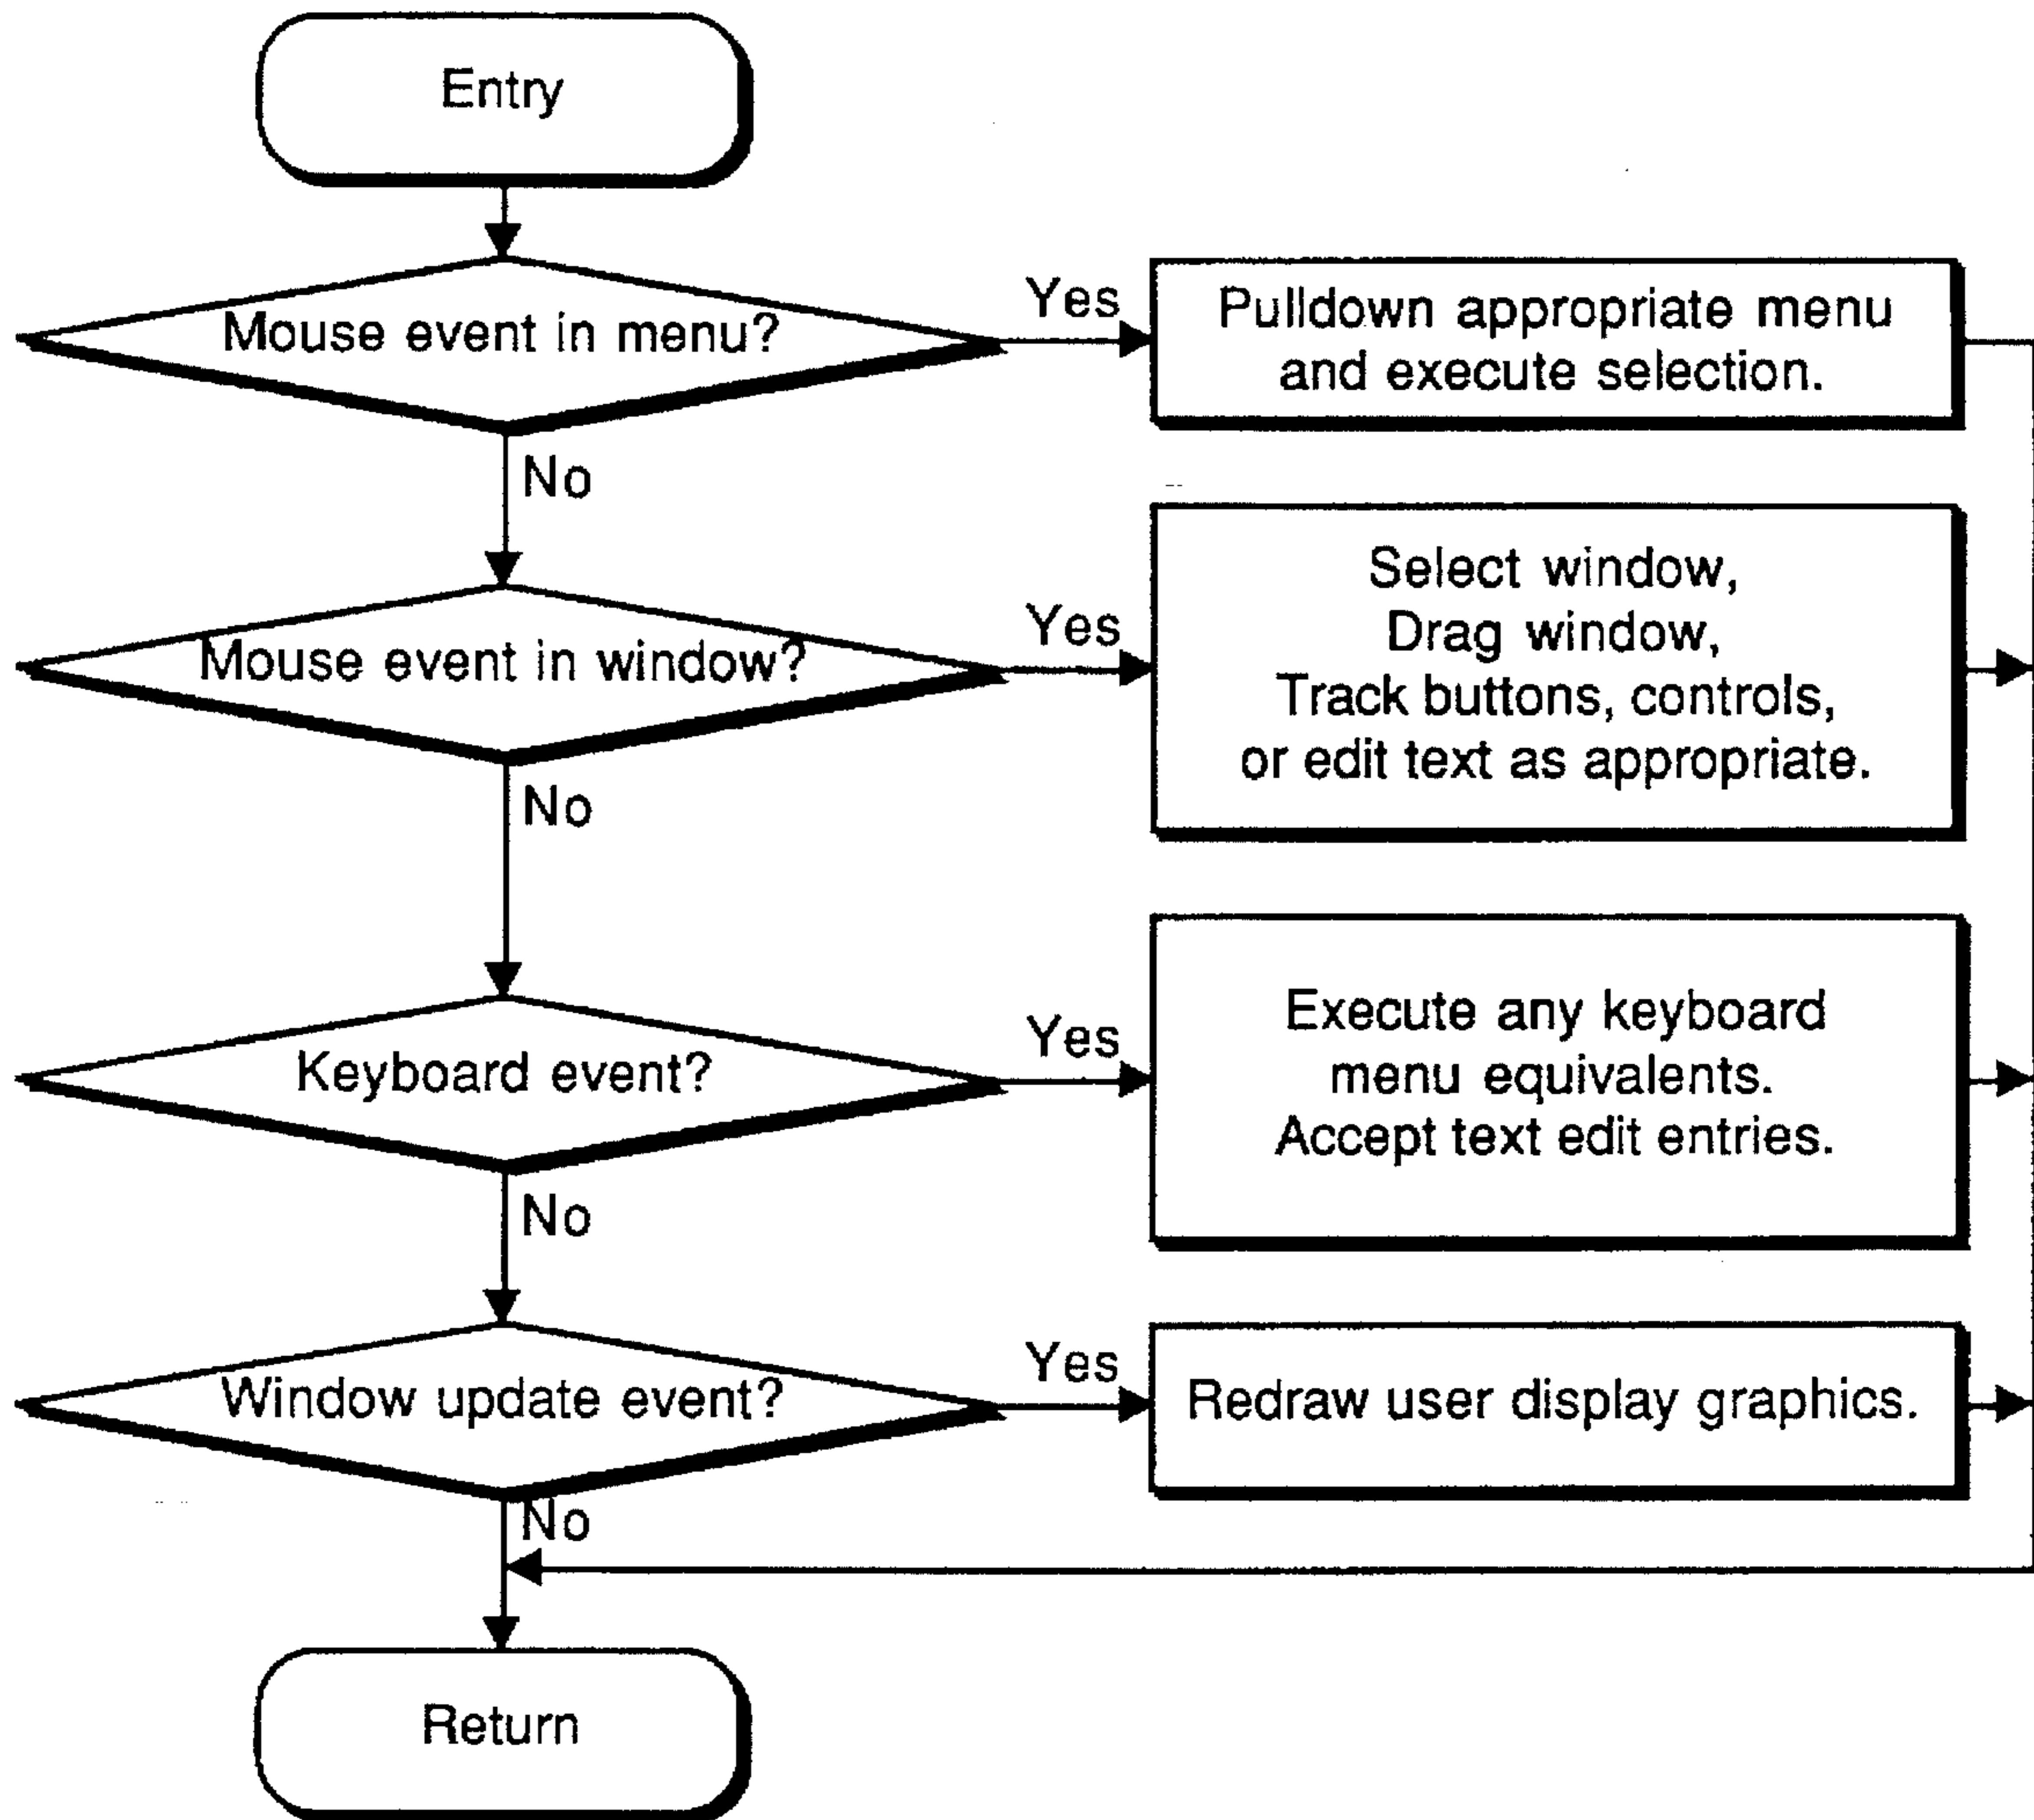 Entry
Mouse event in menu?
Yes
Pulldown appropriate menu
and execute selection.
No
Mouse event in window?
Yes
Select window,
Drag window,
Track buttons, controls,
or edit text as appropriate.
No
Keyboard event?
Yes
Execute any keyboard
menu equivalents.
Accept text edit entries.
No
Window update event?
Yes
Redraw user display graphics.
No
Return